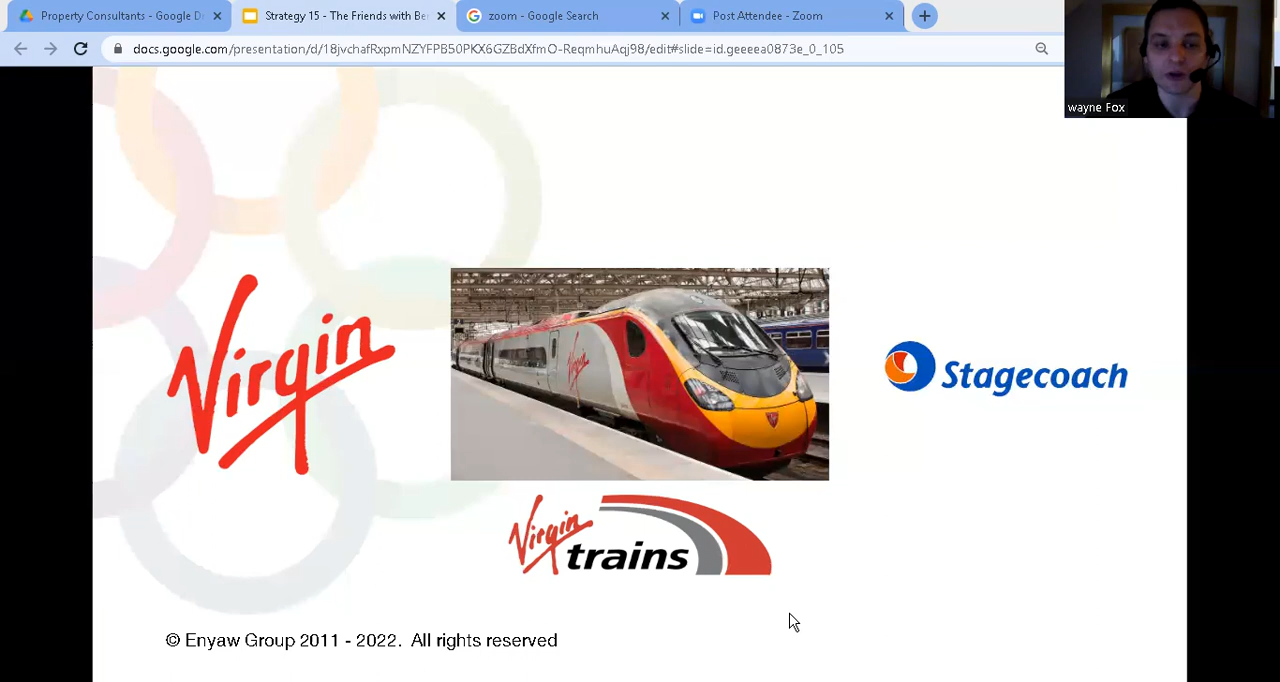 Property Consultants - Google D
Strategy 15 - The Friends with Be
zoom - Google Search
Post Attendee - Zoom
docs.google.com/presentation/d/18jvchafRxpmNZYFPB50PKX6GZBdXfmO-ReqmhuAqj98/edit#slide=id.geeeea0873e_0_105
wayne Fox
Virgin
Virgin
Stagecoach
Virgin
trains
© Enyaw Group 2011 - 2022. All rights reserved